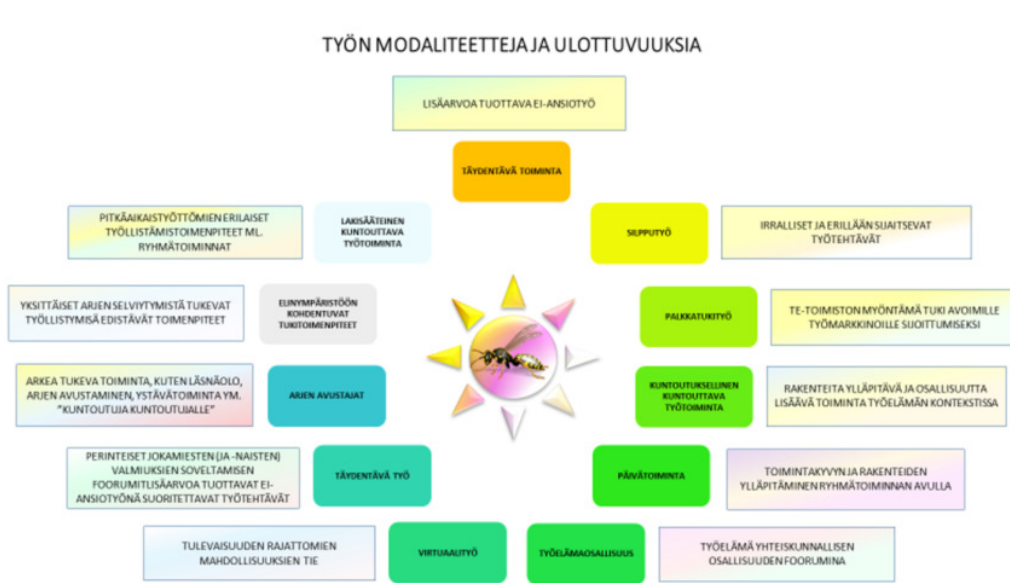 TYÖN MODALITEETTEJA JA ULOTTUVUUKSIA
LISÄARVOA TUOTTAVA EI-ANSIOTYÖ
TÄYDENTÄVÄ TOIMINTA
PITKÄAIKAISTYÖTTÖMIEN ERILAISET
TYÖLLISTÄMISTOIMENPITEET ML.
RYHMÄTOIMINNAT
LAKISÄÄTEINEN
KUNTOUTTAVA
TYÖTOIMINTA
SILPPUTYÖ
IRRALLISET JA ERILLÄÄN SIJAITSEVAT
TYÖTEHTÄVÄT
YKSITTÄISET ARJEN SELVIYTYMISTÄ TUKEVAT
TYÖLLISTYMISÄ EDISTÄVÄT TOIMENPITEET
ELINYMPÄRISTÖÖN
KOHDENTUVAT
TUKITOIMENPITEET
PALKKATUKITYÖ
TE-TOIMISTON MYÖNTÄMÄ TUKI AVOIMILLE
TYÖMARKKINOILLE SIJOITTUMISEKSI
ARKEA TUKEVA TOIMINTA, KUTEN LÄSNÄOLO,
ARJEN AVUSTAMINEN, YSTÄVÄTOIMINTA YM.
"KUNTOUTUJA KUNTOUTUJALLE"
ARJEN AVUSTAJAT
KUNTOUTUKSELLINEN
KUNTOUTTAVA
TYÖTOIMINTA
RAKENTEITA YLLÄPITÄVÄ JA OSALLISUUTTA
LISÄÄVÄ TOIMINTA TYÖELÄMÄN KONTEKSTISSA
PERINTEISET JOKAMIESTEN (JA -NAISTEN)
VALMIUKSIEN SOVELTAMISEN
FOORUMITLISÄARVOA TUOTTAVAT EI-
ANSIOTYÖNÄ SUORITETTAVAT TYÖTEHTÄVÄT
TÄYDENTÄVÄ TYÖ
PÄIVÄTOIMINTA
TOIMINTAKYVYN JA RAKENTEIDEN
YLLÄPITÄMINEN RYHMÄTOIMINNAN AVULLA
TULEVAISUUDEN RAJATTOMIEN
MAHDOLLISUUKSIEN TIE
VIRTUAALITYÖ
TYÖELÄMÄOSALLISUUS
TYÖELÄMÄ YHTEISKUNNALLISEN
OSALLISUUDEN FOORUMINA